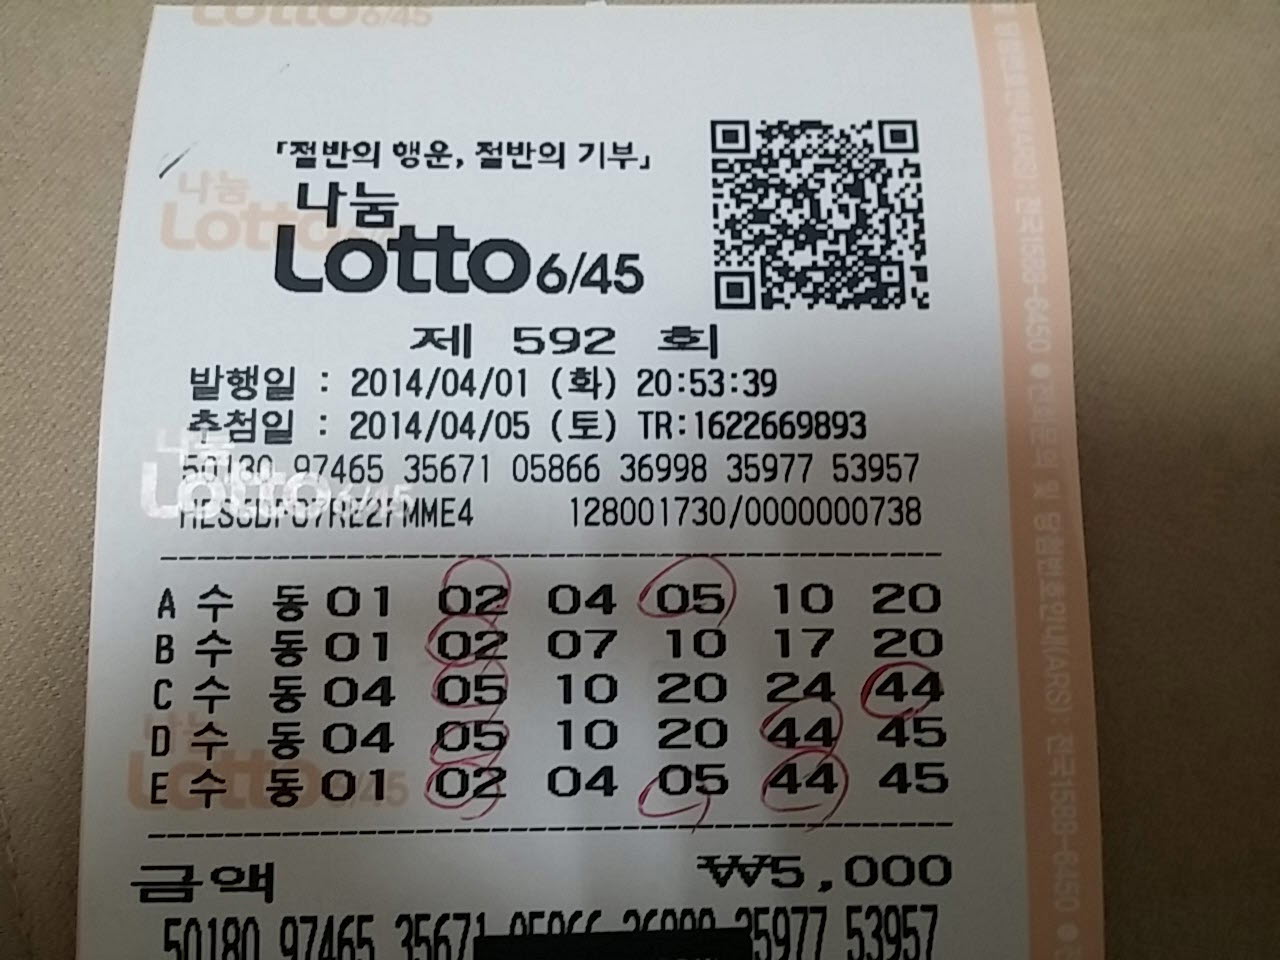 「절반의 행운, 절반의 기부」
나눔
Lotto 6/45
제 592 회
발행일 : 2014/04/01 (화) 20:53:39
추첨일 : 2014/04/05 (토) TR:1622669893
97465 35671 05866 36998 35977 53957
128001730/0000000738
A 수 동 01 02 04 05 10 20
B 수 동 01 02 07 10 17 20
C 수 동 04 05 10 20 24 44
D 수 동 04 05 10 20 44 45
E 수 동 01 02 04 05 44 45
금액 ₩5,000
50180 97465 35671 35977 53957